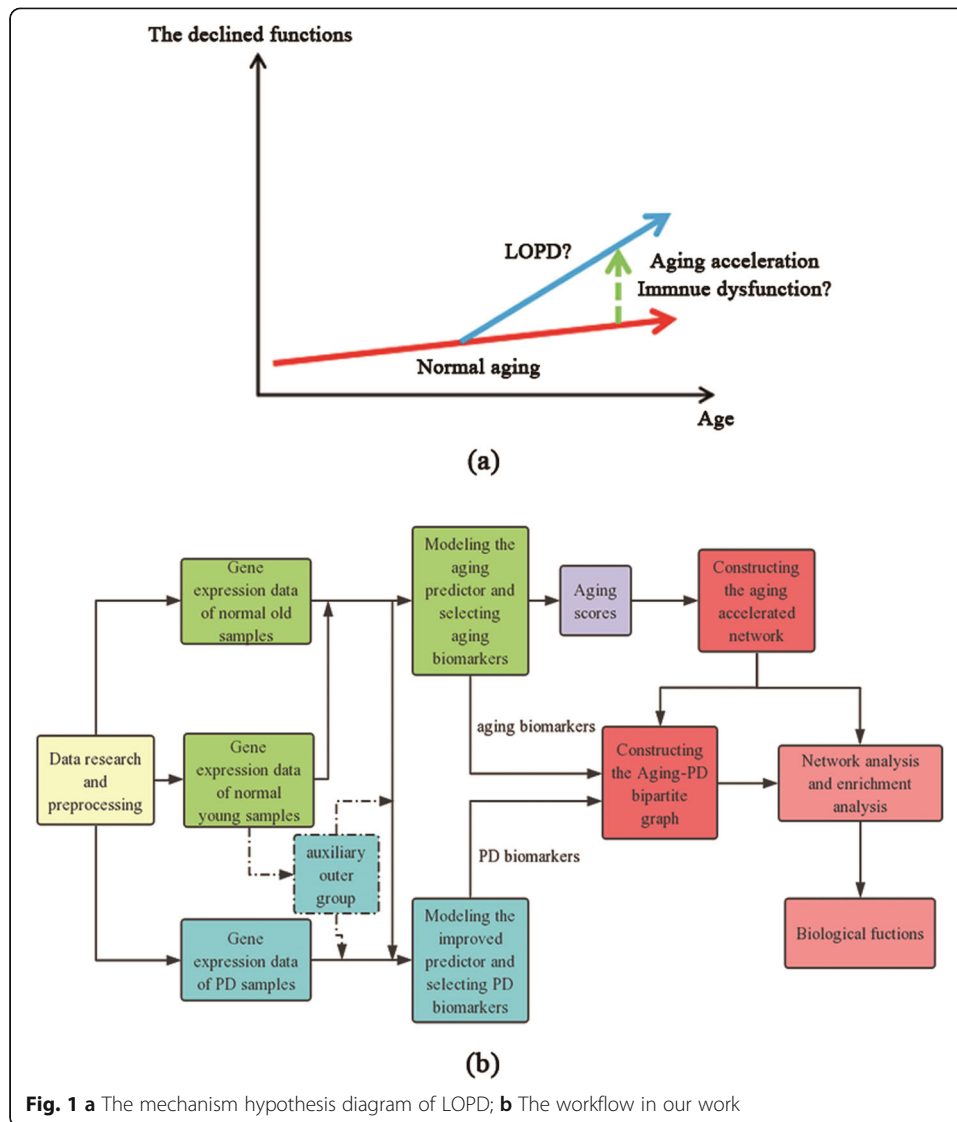 The declined functions
LOPD?
Aging acceleration
Immnue dysfunction?
Normal aging
Age
(a)
Data research
and
preprocessing
Gene
expression data
of normal old
samples
Gene
expression data
of normal
young samples
auxiliary
outer
group
Gene
expression data
of PD samples
Modeling the
aging
predictor and
selecting
aging
biomarkers
Aging
scores
Constructing
the aging
accelerated
network
aging biomarkers
PD biomarkers
Modeling the
improved
predictor and
selecting PD
biomarkers
Constructing
the Aging-PD
bipartite
graph
Network analysis
and enrichment
analysis
Biological fuctions
(b)
Fig. 1 a The mechanism hypothesis diagram of LOPD; b The workflow in our work